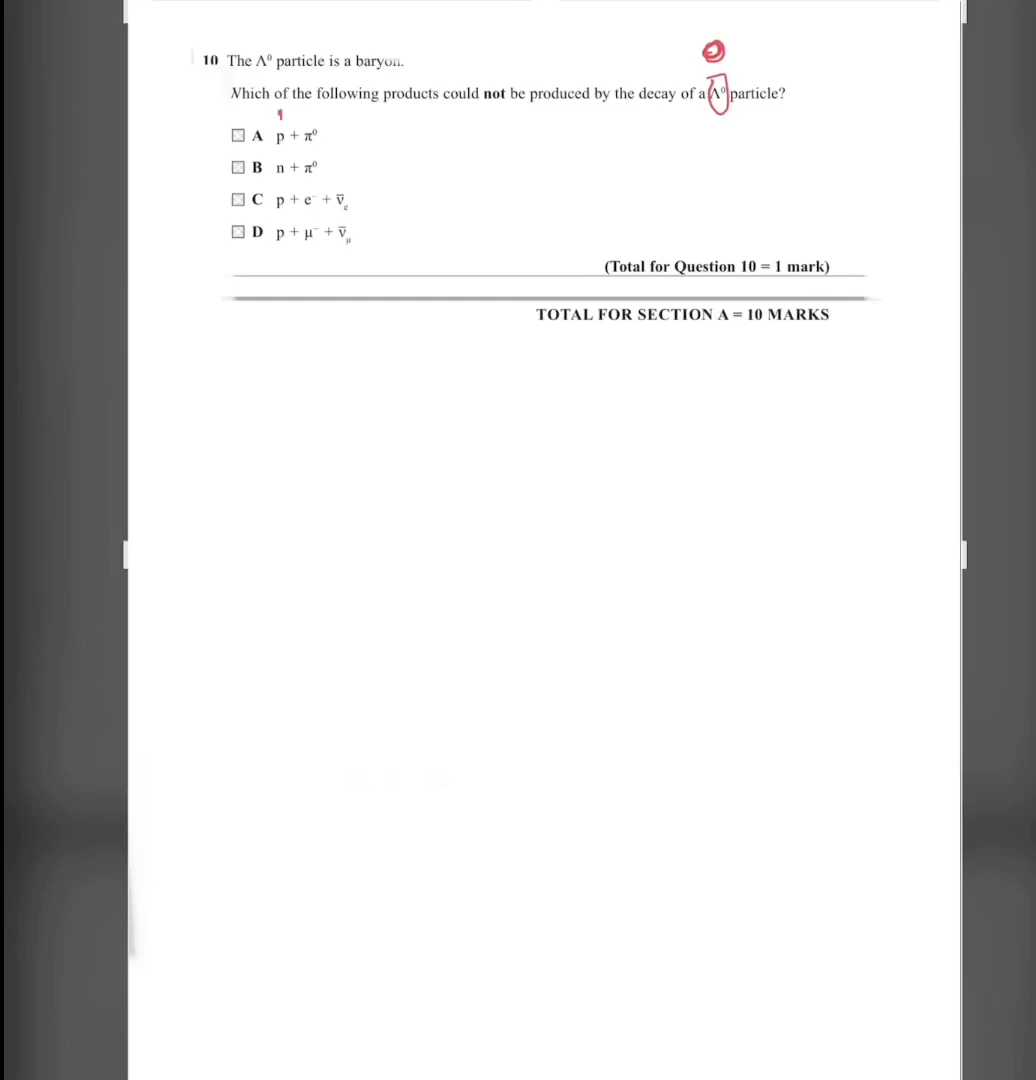 10 The Λ⁰ particle is a baryon.
Which of the following products could not be produced by the decay of a Λ⁰ particle?
A p + π⁰
B n + π⁰
C p + e⁻ + ν̅ₑ
D p + μ⁻ + ν̅_μ
(Total for Question 10 = 1 mark)
TOTAL FOR SECTION A = 10 MARKS